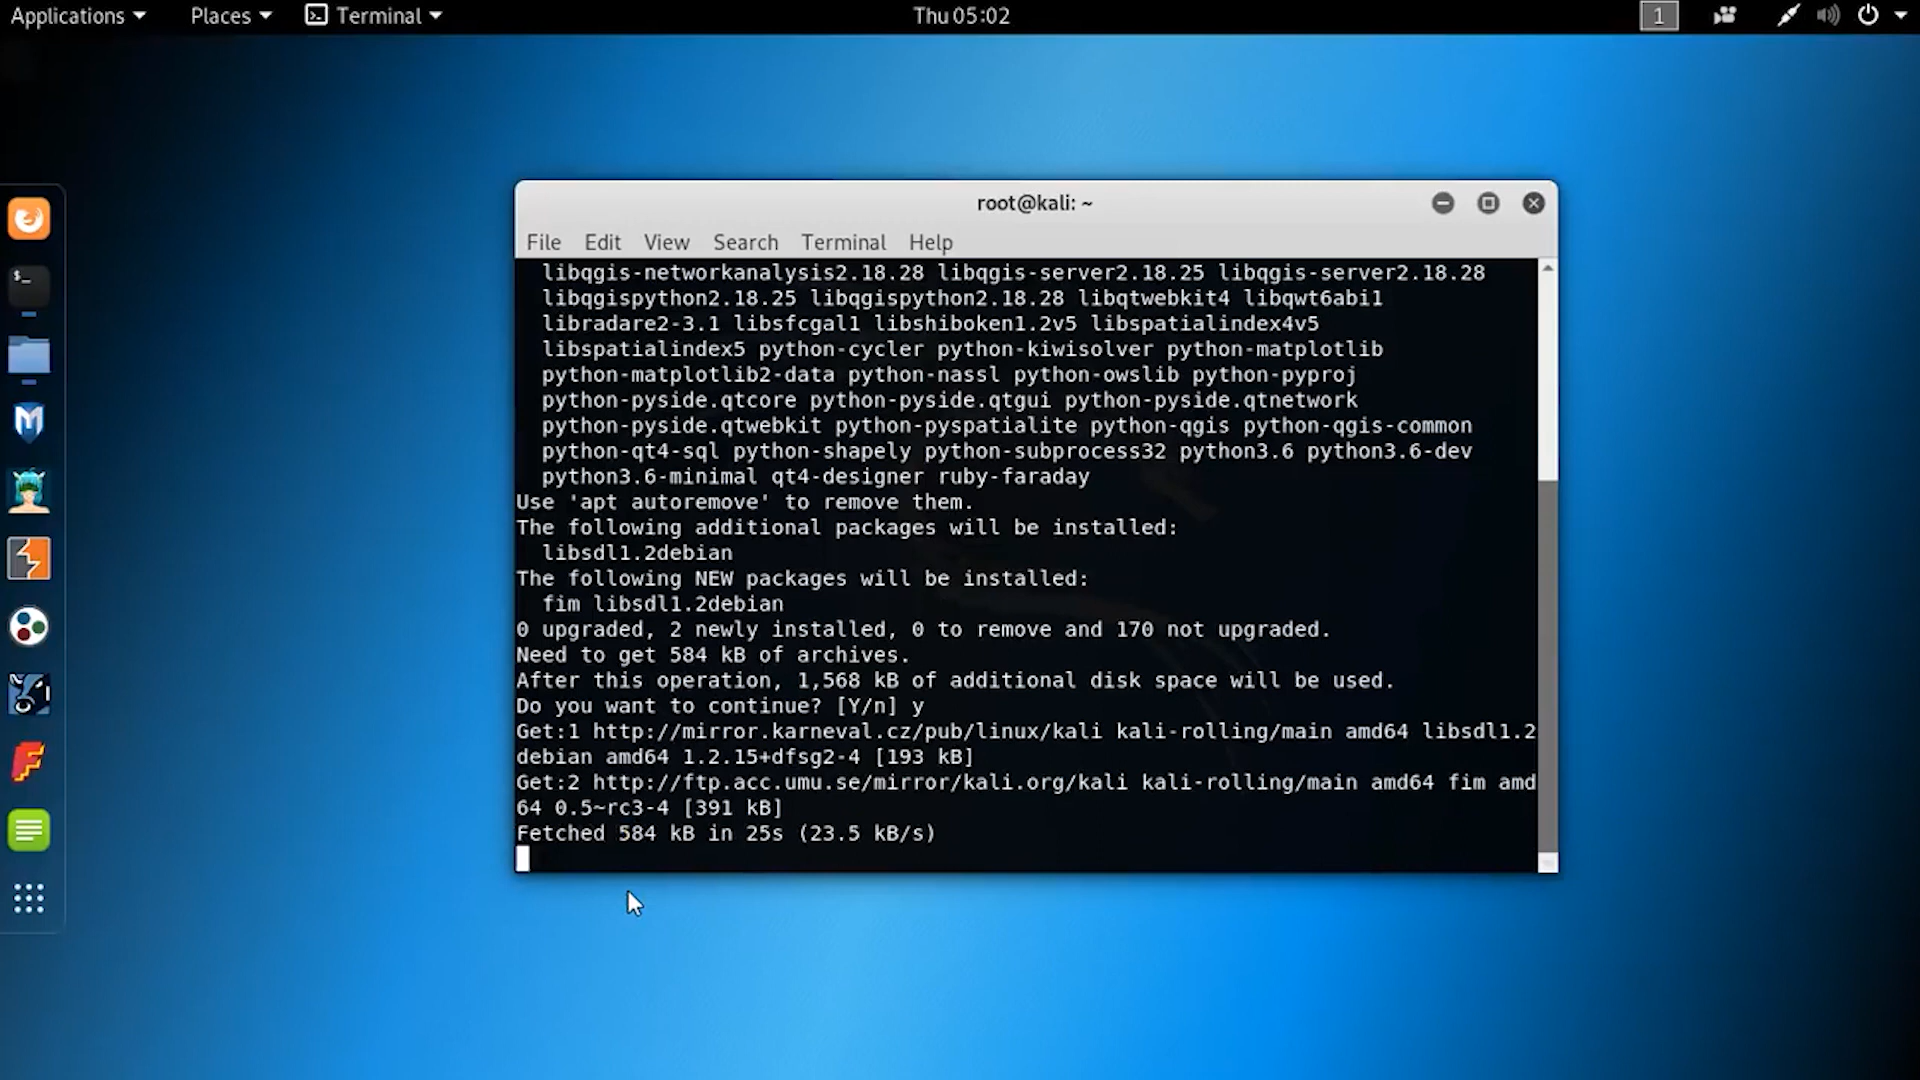 Applications Places Terminal Thu 05:02 1
root@kali: ~
File Edit View Search Terminal Help
libqgis-networkanalysis2.18.28 libqgis-server2.18.25 libqgis-server2.18.28
libqgispython2.18.25 libqgispython2.18.28 libqtwebkit4 libqwt6abi1
libradare2-3.1 libsfcgal1 libshiboken1.2v5 libspatialindex4v5
libspatialindex5 python-cycler python-kiwisolver python-matplotlib
python-matplotlib2-data python-nassl python-owslib python-pyproj
python-pyside.qtcore python-pyside.qtgui python-pyside.qtnetwork
python-pyside.qtwebkit python-pyspatialite python-qgis python-qgis-common
python-qt4-sql python-shapely python-subprocess32 python3.6 python3.6-dev
python3.6-minimal qt4-designer ruby-faraday
Use 'apt autoremove' to remove them.
The following additional packages will be installed:
libsdl1.2debian
The following NEW packages will be installed:
fim libsdl1.2debian
0 upgraded, 2 newly installed, 0 to remove and 170 not upgraded.
Need to get 584 kB of archives.
After this operation, 1,568 kB of additional disk space will be used.
Do you want to continue? [Y/n] y
Get:1 http://mirror.karneval.cz/pub/linux/kali kali-rolling/main amd64 libsdl1.2
debian amd64 1.2.15+dfsg2-4 [193 kB]
Get:2 http://ftp.acc.umu.se/mirror/kali.org/kali kali-rolling/main amd64 fim amd
64 0.5~rc3-4 [391 kB]
Fetched 584 kB in 25s (23.5 kB/s)